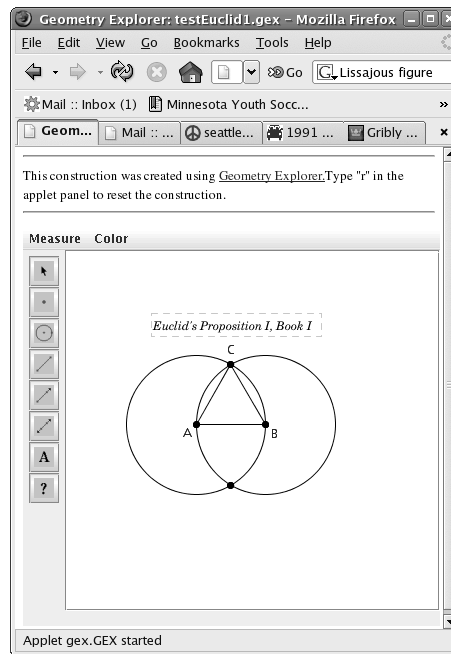 Geometry Explorer: testEuclid1.gex - Mozilla Firefox
File Edit View Go Bookmarks Tools Help
Go G Lissajous figure
Mail :: Inbox (1) Minnesota Youth Socc... »
Geom... Mail :: ... seattle... 1991 ... Gribly ...
This construction was created using Geometry Explorer.Type "r" in the
applet panel to reset the construction.
Measure Color
Euclid's Proposition I, Book I
C
A B
A
?
Applet gex.GEX started